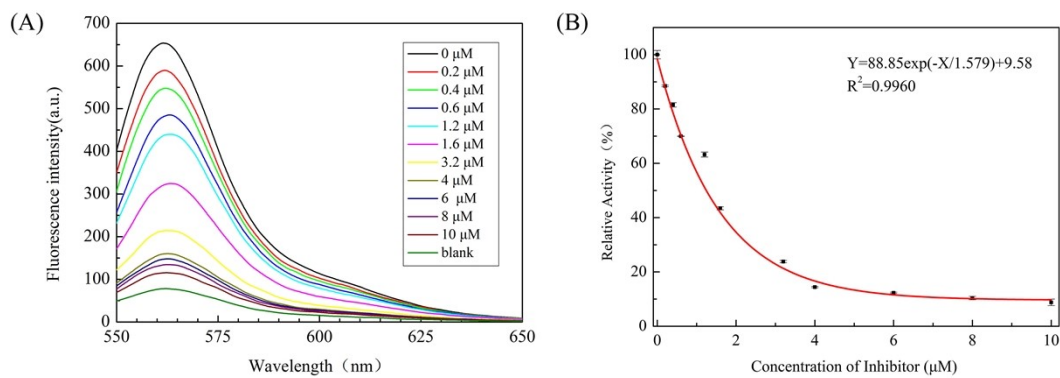 (A)
700
600
500
400
300
200
100
0
550
575
600
625
650
Fluorescence intensity(a.u.)
Wavelength（nm）
0 μM
0.2 μM
0.4 μM
0.6 μM
1.2 μM
1.6 μM
3.2 μM
4 μM
6  μM
8 μM
10 μM
blank
(B)
100
80
60
40
20
0
0
2
4
6
8
10
Relative Activity（%）
Concentration of Inhibitor (μM)
Y=88.85exp(-X/1.579)+9.58
R²=0.9960